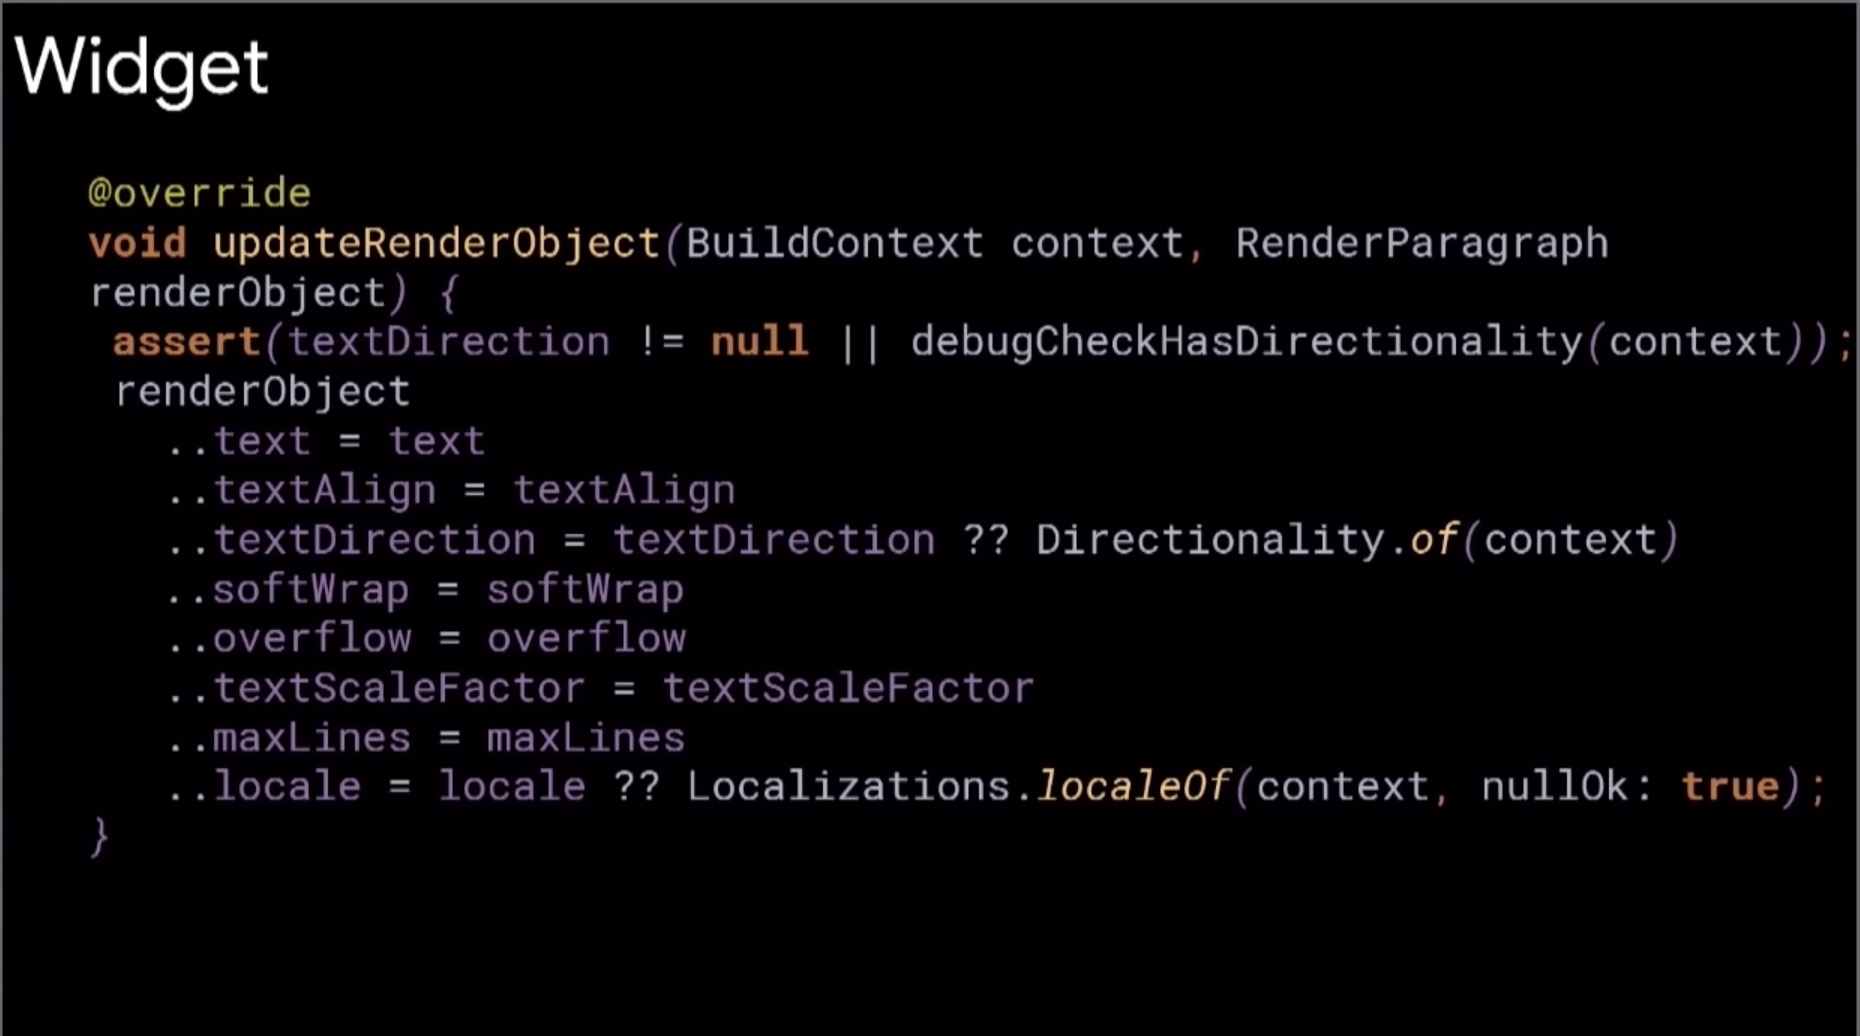 Widget
@override
void updateRenderObject(BuildContext context, RenderParagraph
renderObject) {
assert(textDirection != null || debugCheckHasDirectionality(context));
renderObject
..text = text
..textAlign = textAlign
..textDirection = textDirection ?? Directionality.of(context)
..softWrap = softWrap
..overflow = overflow
..textScaleFactor = textScaleFactor
..maxLines = maxLines
..locale = locale ?? Localizations.localeOf(context, nullOk: true);
}